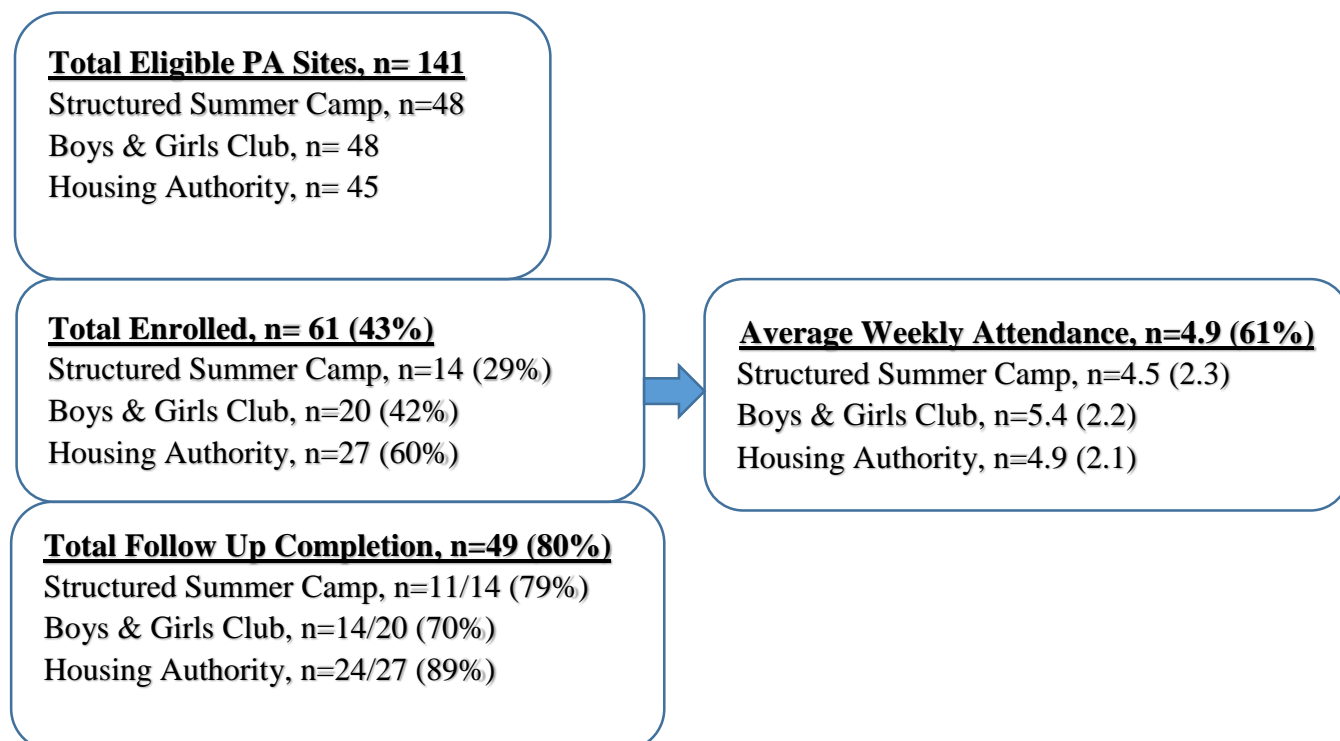 Total Eligible PA Sites, n= 141
Structured Summer Camp, n=48
Boys & Girls Club, n= 48
Housing Authority, n= 45
Total Enrolled, n= 61 (43%)
Structured Summer Camp, n=14 (29%)
Boys & Girls Club, n=20 (42%)
Housing Authority, n=27 (60%)
Average Weekly Attendance, n=4.9 (61%)
Structured Summer Camp, n=4.5 (2.3)
Boys & Girls Club, n=5.4 (2.2)
Housing Authority, n=4.9 (2.1)
Total Follow Up Completion, n=49 (80%)
Structured Summer Camp, n=11/14 (79%)
Boys & Girls Club, n=14/20 (70%)
Housing Authority, n=24/27 (89%)